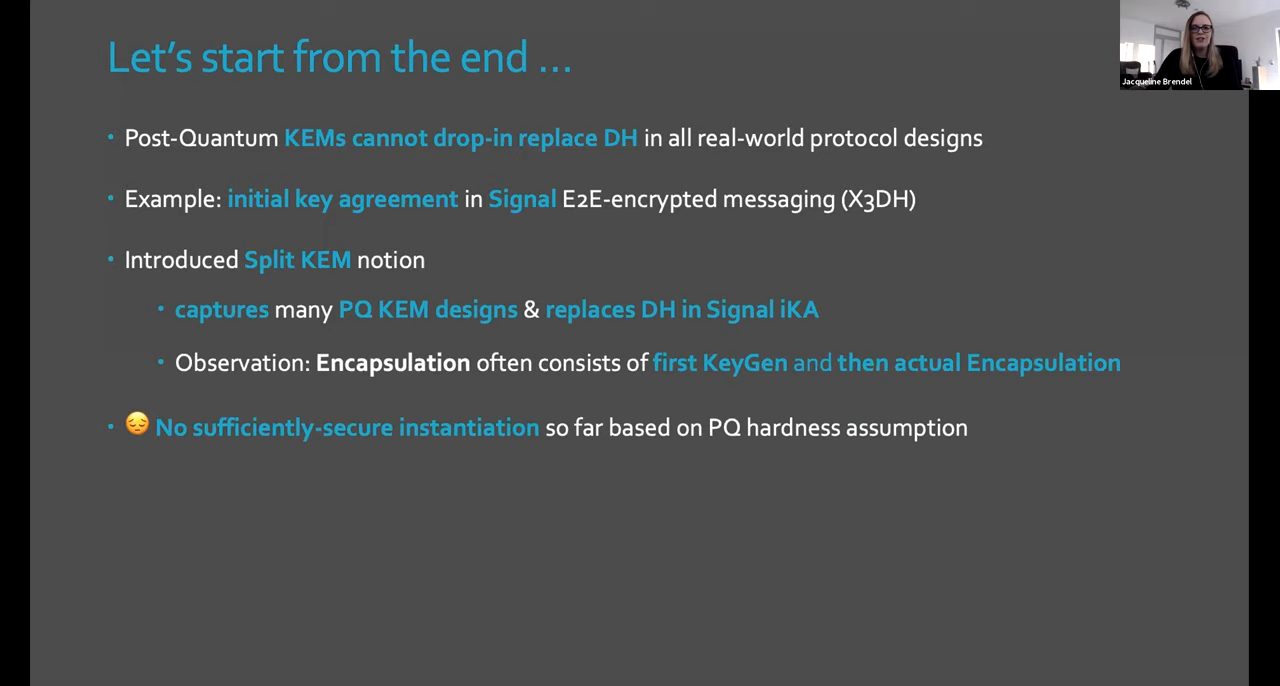 Let's start from the end ...
Jacqueline Brendel
• Post-Quantum KEMs cannot drop-in replace DH in all real-world protocol designs
• Example: initial key agreement in Signal E2E-encrypted messaging (X3DH)
• Introduced Split KEM notion
• captures many PQ KEM designs & replaces DH in Signal iKA
• Observation: Encapsulation often consists of first KeyGen and then actual Encapsulation
• 😔 No sufficiently-secure instantiation so far based on PQ hardness assumption